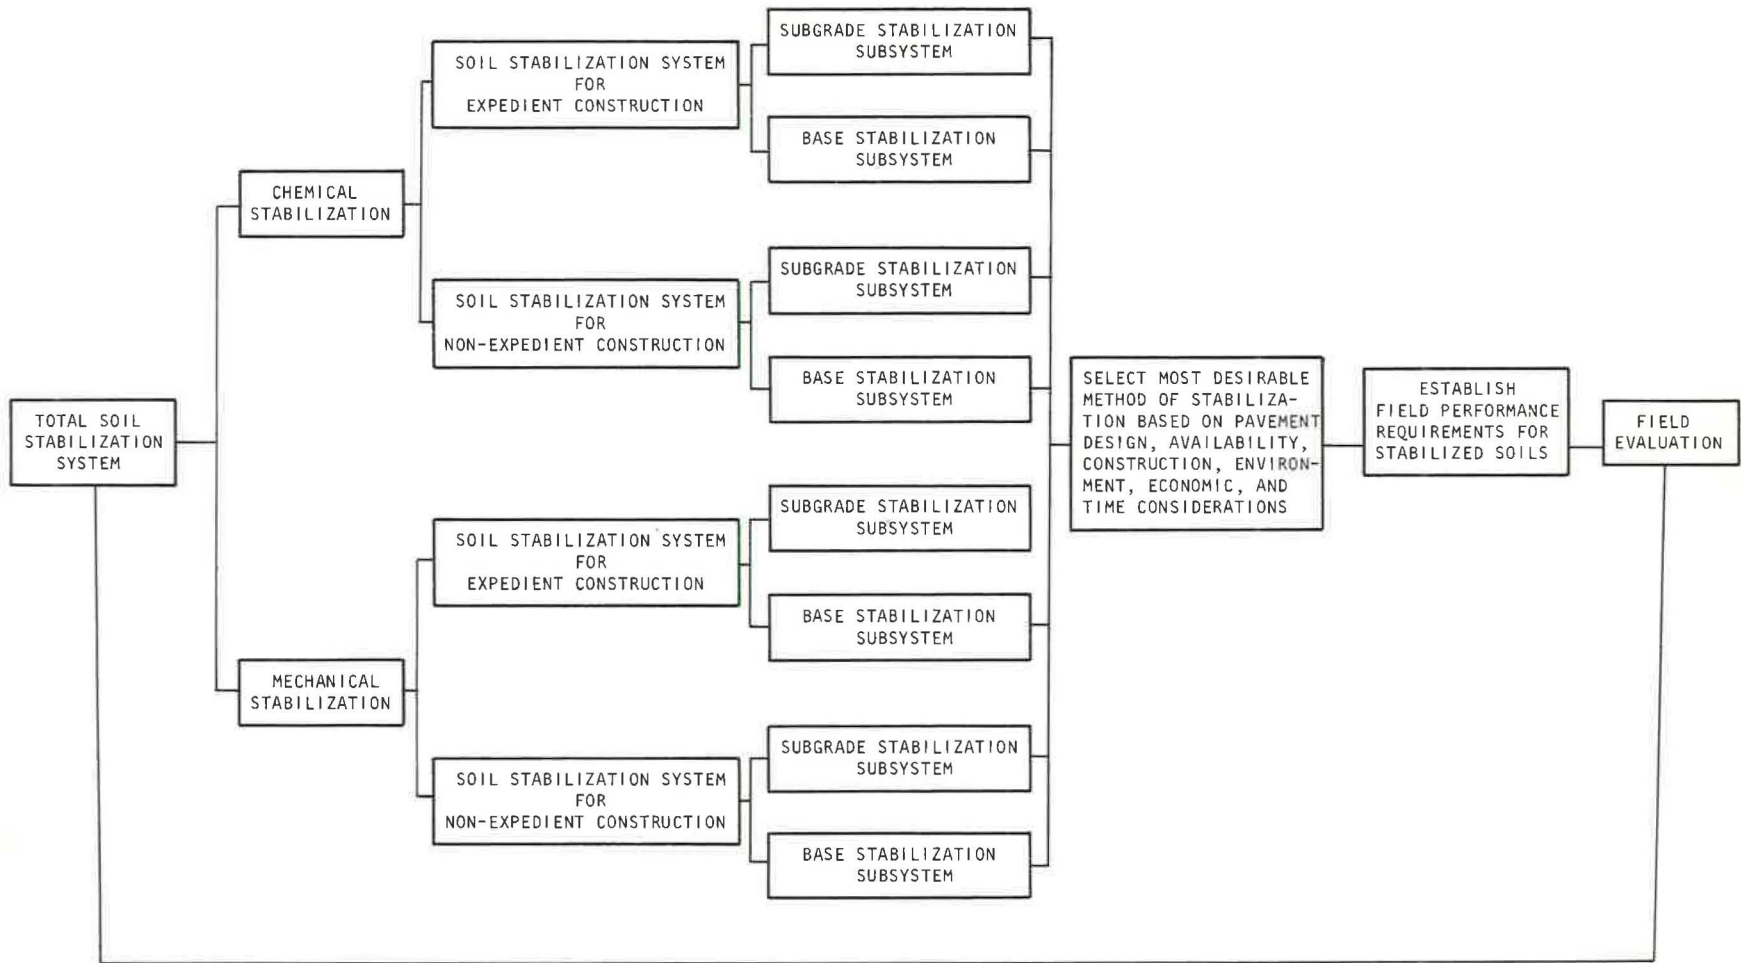 TOTAL SOIL
STABILIZATION
SYSTEM
CHEMICAL
STABILIZATION
MECHANICAL
STABILIZATION
SOIL STABILIZATION SYSTEM
FOR
EXPEDIENT CONSTRUCTION
SOIL STABILIZATION SYSTEM
FOR
NON-EXPEDIENT CONSTRUCTION
SOIL STABILIZATION SYSTEM
FOR
EXPEDIENT CONSTRUCTION
SOIL STABILIZATION SYSTEM
FOR
NON-EXPEDIENT CONSTRUCTION
SUBGRADE STABILIZATION
SUBSYSTEM
BASE STABILIZATION
SUBSYSTEM
SUBGRADE STABILIZATION
SUBSYSTEM
BASE STABILIZATION
SUBSYSTEM
SUBGRADE STABILIZATION
SUBSYSTEM
BASE STABILIZATION
SUBSYSTEM
SUBGRADE STABILIZATION
SUBSYSTEM
BASE STABILIZATION
SUBSYSTEM
SELECT MOST DESIRABLE
METHOD OF STABILIZA-
TION BASED ON PAVEMENT
DESIGN, AVAILABILITY,
CONSTRUCTION, ENVIRON-
MENT, ECONOMIC, AND
TIME CONSIDERATIONS
ESTABLISH
FIELD PERFORMANCE
REQUIREMENTS FOR
STABILIZED SOILS
FIELD
EVALUATION